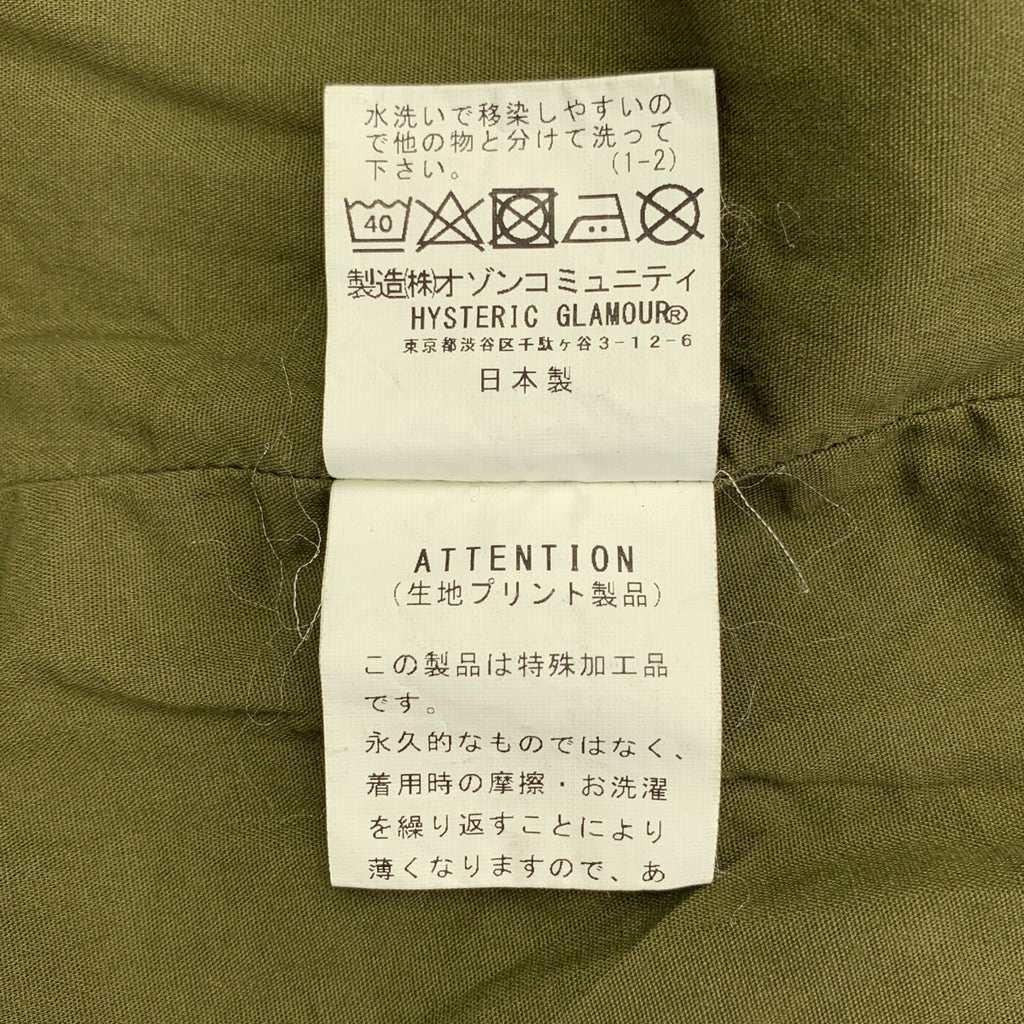 水洗いで移染しやすいの
で他の物と分けて洗って
下さい。 (1-2)
40
製造㈱オゾンコミュニティ
HYSTERIC GLAMOUR®
東京都渋谷区千駄ヶ谷3-12-6
日本製
ATTENTION
(生地プリント製品)
この製品は特殊加工品
です。
永久的なものではなく、
着用時の摩擦・お洗濯
を繰り返すことにより
薄くなりますので、あ